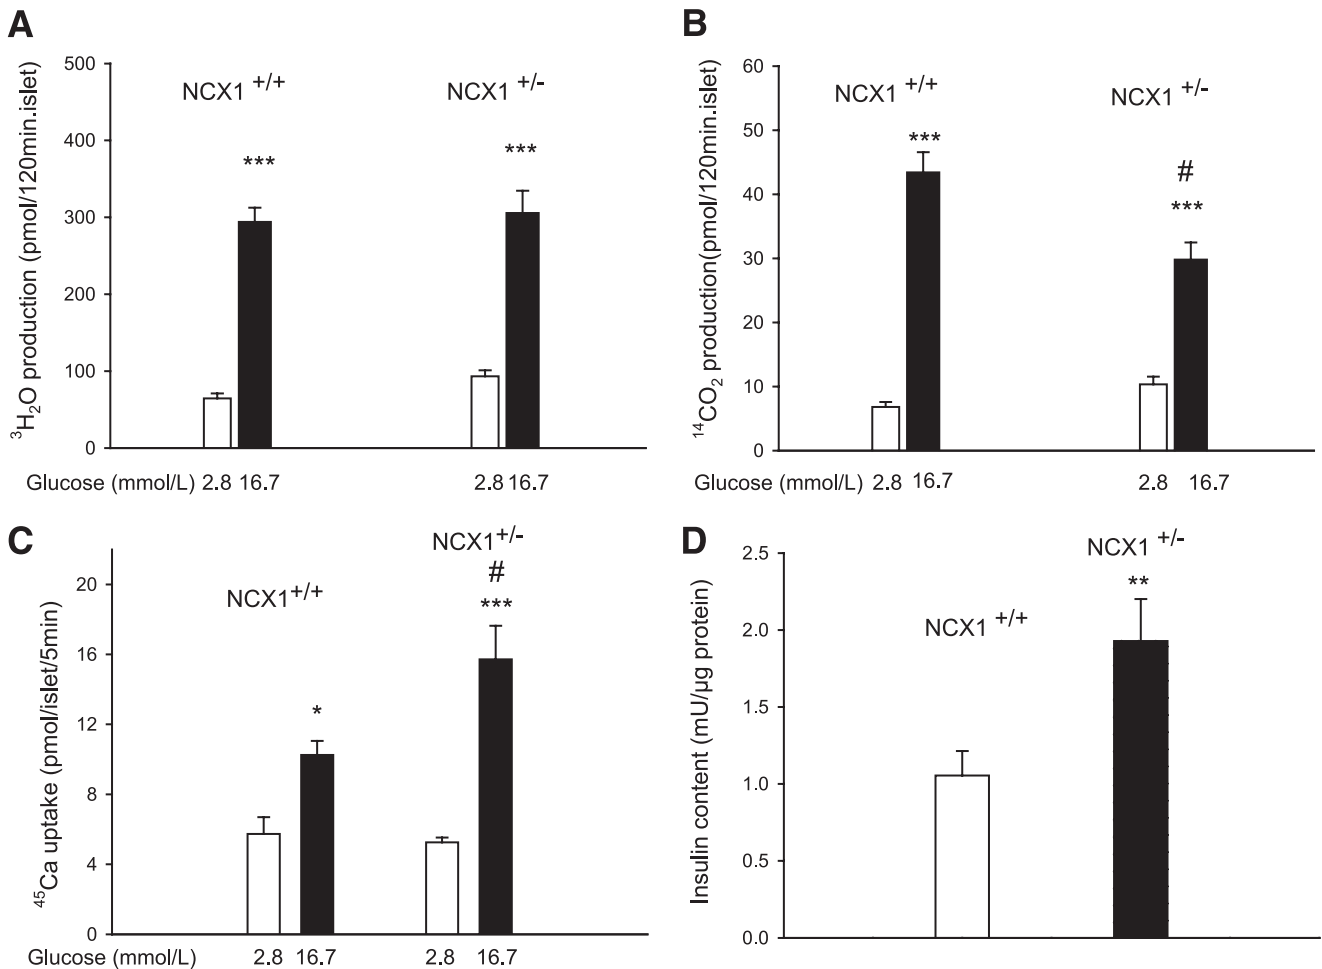 A
³H₂O production (pmol/120min.islet)
500
400
300
200
100
0
NCX1 +/+
NCX1 +/-
***
***
Glucose (mmol/L) 2.8 16.7 2.8 16.7
B
¹⁴CO₂ production(pmol/120min.islet)
60
50
40
30
20
10
0
NCX1 +/+
NCX1 +/-
***
#
***
Glucose (mmol/L) 2.8 16.7 2.8 16.7
C
⁴⁵Ca uptake (pmol/islet/5min)
20
16
12
8
4
0
NCX1+/+
NCX1+/-
*
#
***
Glucose (mmol/L) 2.8 16.7 2.8 16.7
D
Insulin content (mU/µg protein)
2.5
2.0
1.5
1.0
0.5
0.0
NCX1 +/+
NCX1 +/-
**